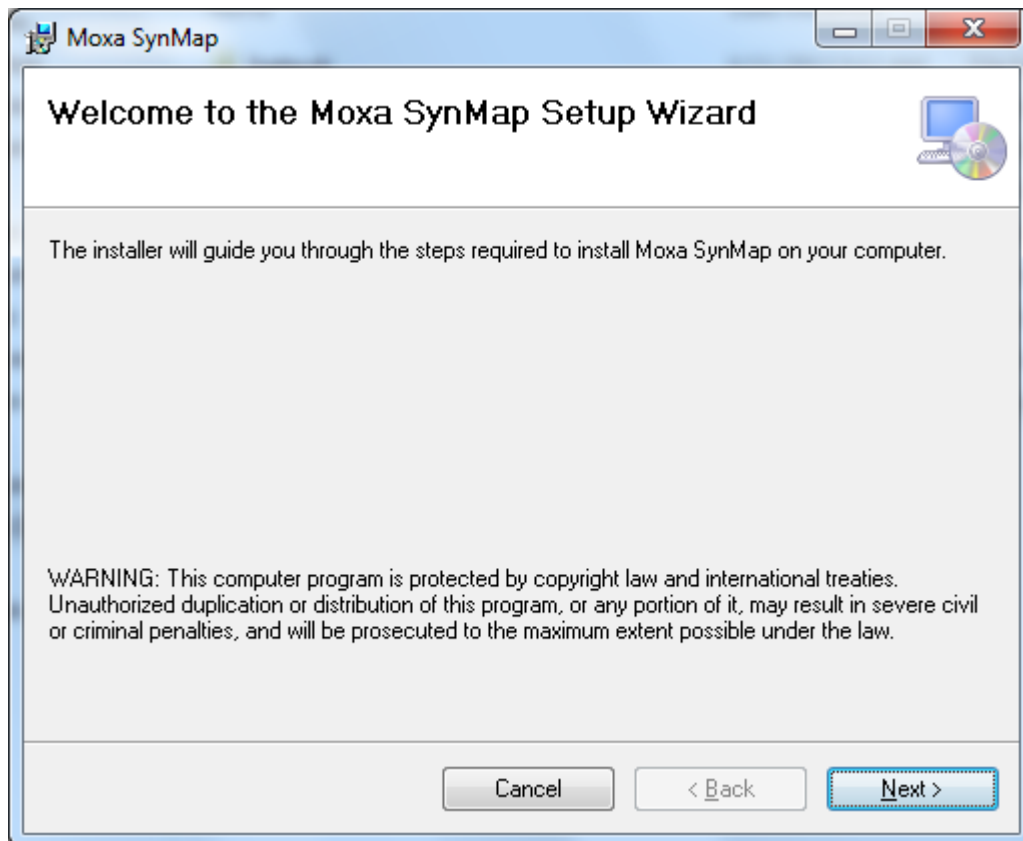 Moxa SynMap
Welcome to the Moxa SynMap Setup Wizard
The installer will guide you through the steps required to install Moxa SynMap on your computer.
WARNING: This computer program is protected by copyright law and international treaties.
Unauthorized duplication or distribution of this program, or any portion of it, may result in severe civil
or criminal penalties, and will be prosecuted to the maximum extent possible under the law.
Cancel < Back Next >